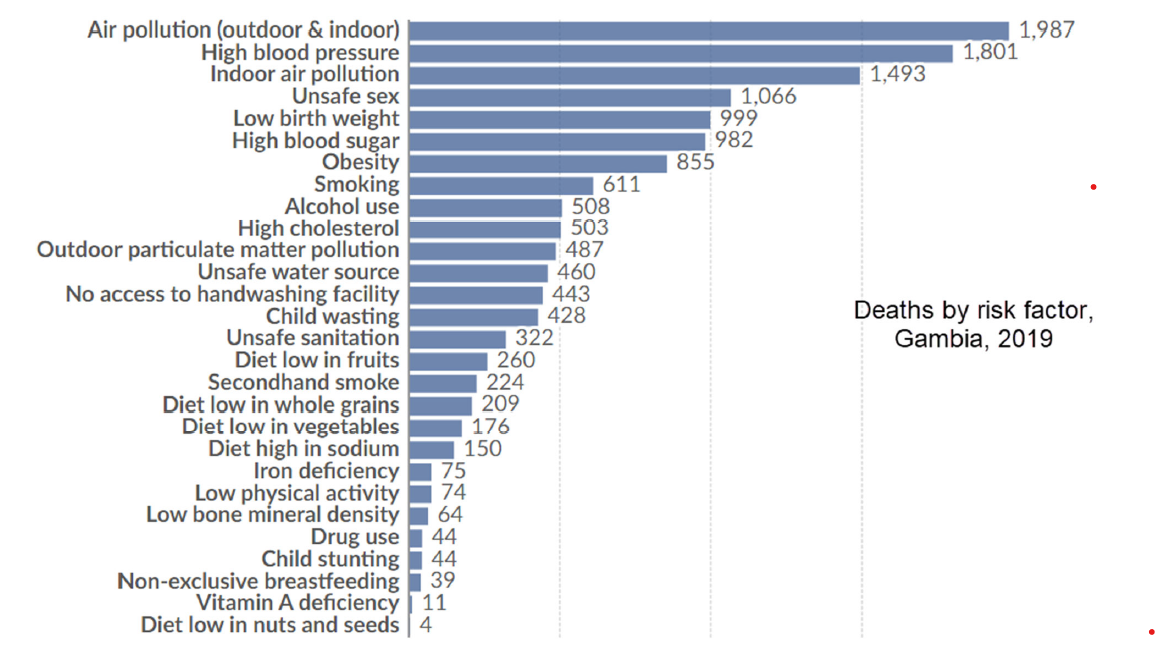 Air pollution (outdoor & indoor) 1,987
High blood pressure 1,801
Indoor air pollution 1,493
Unsafe sex 1,066
Low birth weight 999
High blood sugar 982
Obesity 855
Smoking 611
Alcohol use 508
High cholesterol 503
Outdoor particulate matter pollution 487
Unsafe water source 460
No access to handwashing facility 443
Child wasting 428
Unsafe sanitation 322
Diet low in fruits 260
Secondhand smoke 224
Diet low in whole grains 209
Diet low in vegetables 176
Diet high in sodium 150
Iron deficiency 75
Low physical activity 74
Low bone mineral density 64
Drug use 44
Child stunting 44
Non-exclusive breastfeeding 39
Vitamin A deficiency 11
Diet low in nuts and seeds 4
Deaths by risk factor,
Gambia, 2019